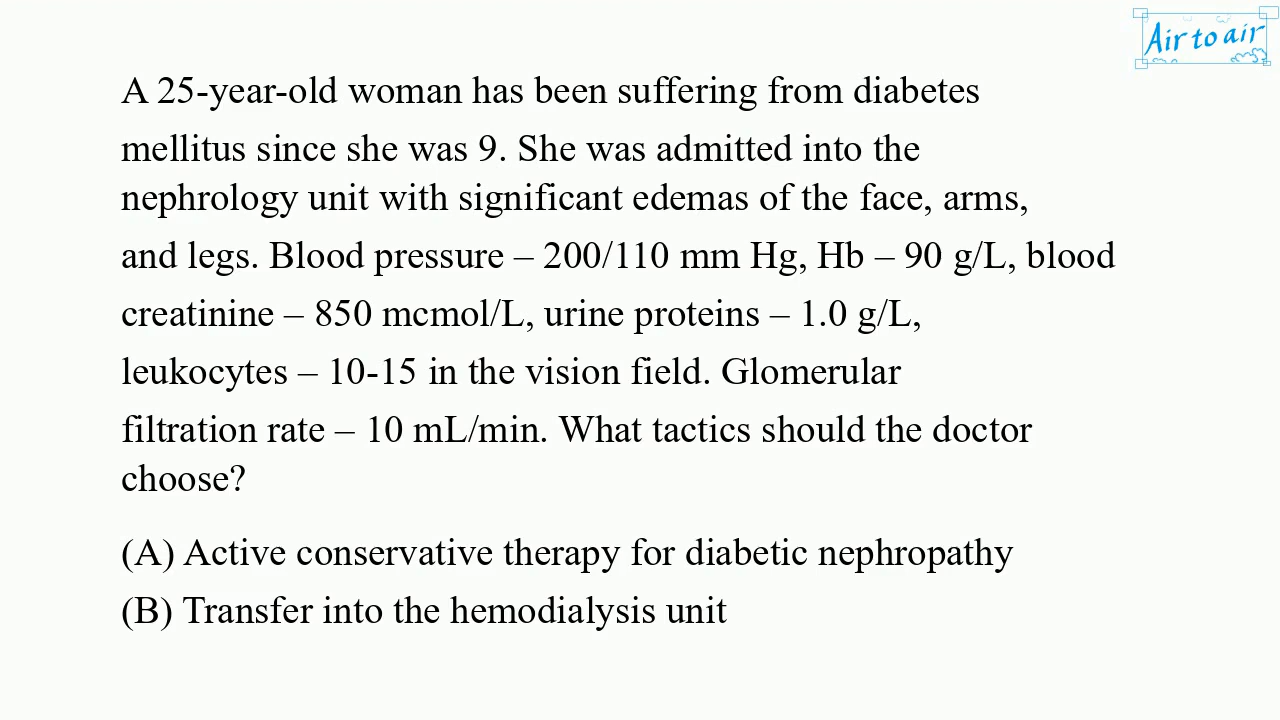 Air to air
A 25-year-old woman has been suffering from diabetes
mellitus since she was 9. She was admitted into the
nephrology unit with significant edemas of the face, arms,
and legs. Blood pressure – 200/110 mm Hg, Hb – 90 g/L, blood
creatinine – 850 mcmol/L, urine proteins – 1.0 g/L,
leukocytes – 10-15 in the vision field. Glomerular
filtration rate – 10 mL/min. What tactics should the doctor
choose?
(A) Active conservative therapy for diabetic nephropathy
(B) Transfer into the hemodialysis unit